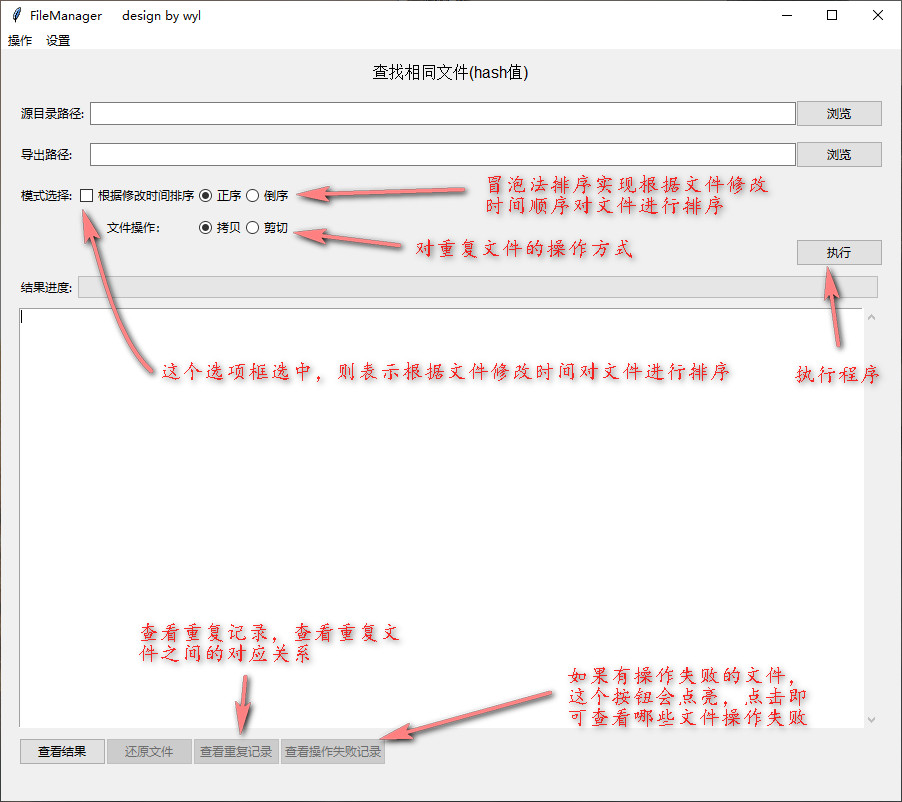 FileManager design by wyl
操作 设置
查找相同文件(hash值)
源目录路径: 浏览
导出路径: 浏览
模式选择: 根据修改时间排序 正序 倒序
冒泡法排序实现根据文件修改
时间顺序对文件进行排序
文件操作: 拷贝 剪切
对重复文件的操作方式
执行
结果进度:
这个选项框选中，则表示根据文件修改时间对文件进行排序
执行程序
查看重复记录，查看重复文
件之间的对应关系
如果有操作失败的文件，
这个按钮会点亮，点击即
可查看哪些文件操作失败
查看结果 还原文件 查看重复记录 查看操作失败记录